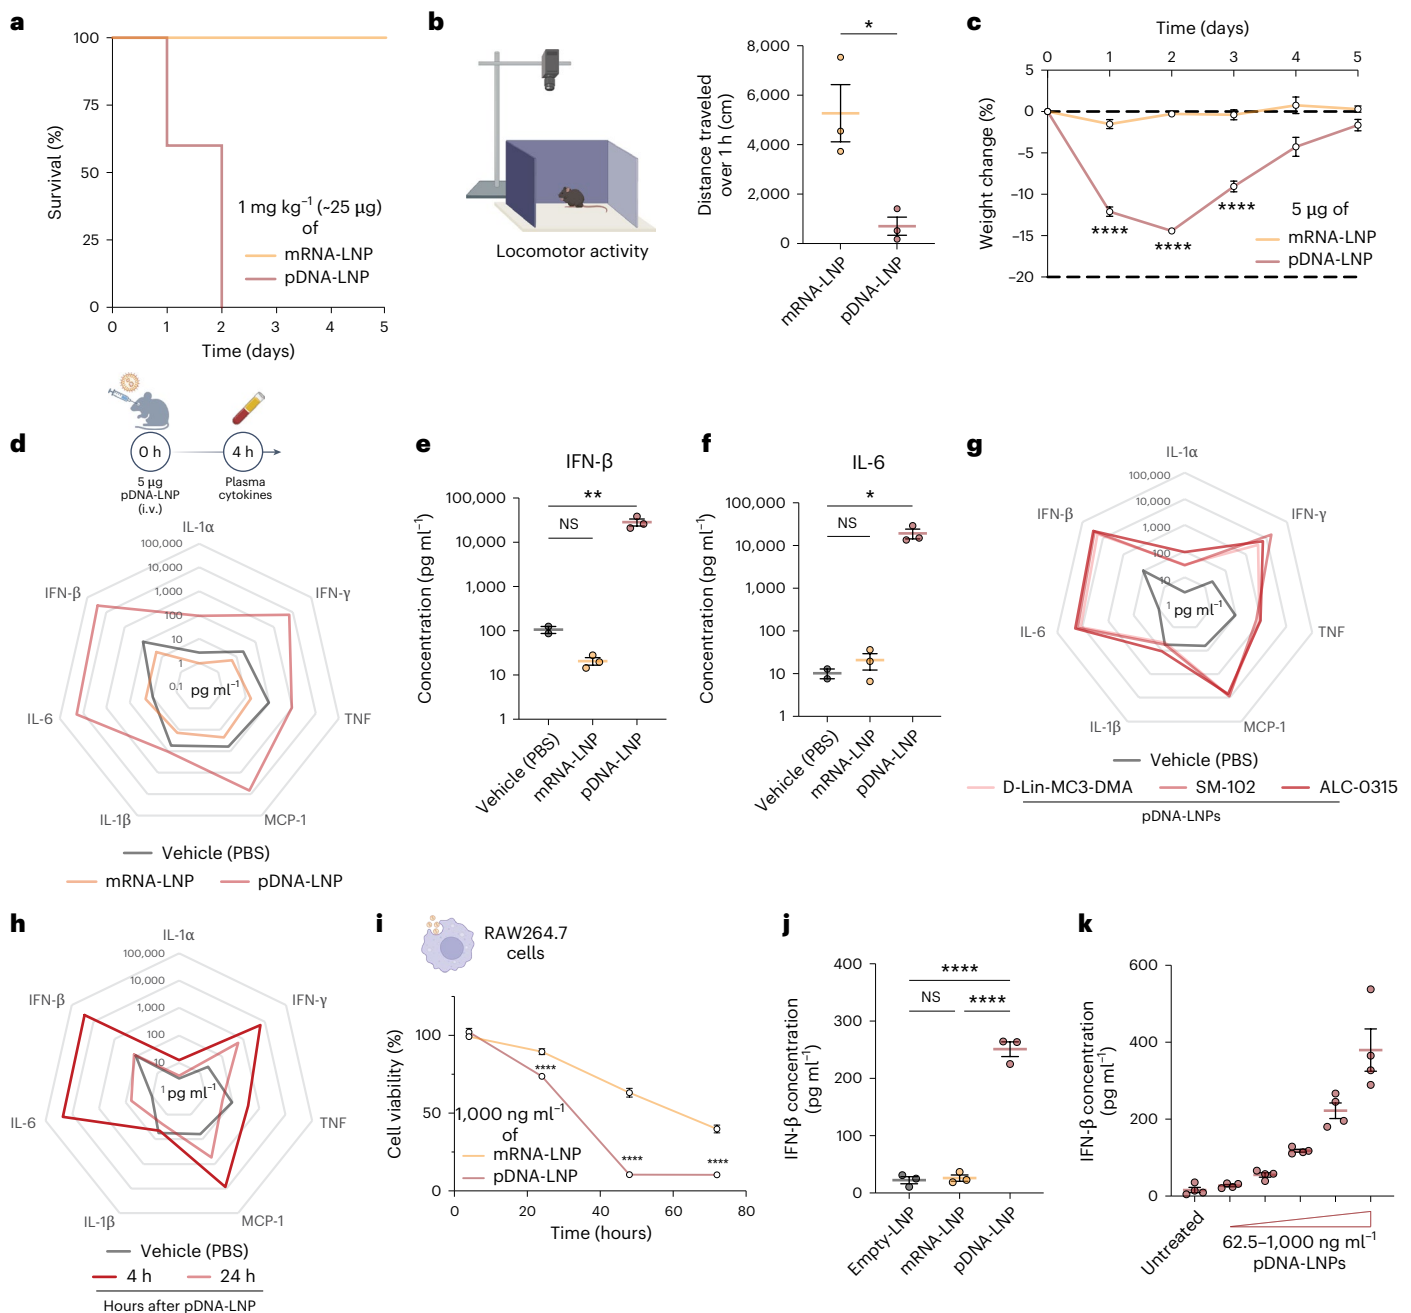 a
100
75
50
25
0
Survival (%)
1 mg kg⁻¹ (~25 µg)
of
mRNA-LNP
pDNA-LNP
0 1 2 3 4 5
Time (days)
b
Locomotor activity
Distance traveled
over 1 h (cm)
8,000
6,000
4,000
2,000
0
*
mRNA-LNP
pDNA-LNP
c
Time (days)
0 1 2 3 4 5
5
0
−5
−10
−15
−20
Weight change (%)
****
****
****
5 µg of
mRNA-LNP
pDNA-LNP
d
0 h
4 h
5 µg
pDNA-LNP
(i.v.)
Plasma
cytokines
IL-1α
IFN-γ
TNF
MCP-1
IL-1β
IL-6
IFN-β
100,000
10,000
1,000
100
10
1
0.1
pg ml⁻¹
Vehicle (PBS)
mRNA-LNP
pDNA-LNP
e
IFN-β
Concentration (pg ml⁻¹)
100,000
10,000
1,000
100
10
1
**
NS
Vehicle (PBS)
mRNA-LNP
pDNA-LNP
f
IL-6
Concentration (pg ml⁻¹)
100,000
10,000
1,000
100
10
1
*
NS
Vehicle (PBS)
mRNA-LNP
pDNA-LNP
g
IL-1α
IFN-γ
TNF
MCP-1
IL-1β
IL-6
IFN-β
100,000
10,000
1,000
100
10
1 pg ml⁻¹
Vehicle (PBS)
D-Lin-MC3-DMA
SM-102
ALC-0315
pDNA-LNPs
h
IL-1α
IFN-γ
TNF
MCP-1
IL-1β
IL-6
IFN-β
100,000
10,000
1,000
100
10
1 pg ml⁻¹
Vehicle (PBS)
4 h
24 h
Hours after pDNA-LNP
i
RAW264.7
cells
Cell viability (%)
100
50
0
****
****
****
1,000 ng ml⁻¹
of
mRNA-LNP
pDNA-LNP
0 20 40 60 80
Time (hours)
j
IFN-β concentration
(pg ml⁻¹)
400
300
200
100
0
****
NS
****
Empty-LNP
mRNA-LNP
pDNA-LNP
k
IFN-β concentration
(pg ml⁻¹)
600
400
200
0
Untreated
62.5–1,000 ng ml⁻¹
pDNA-LNPs